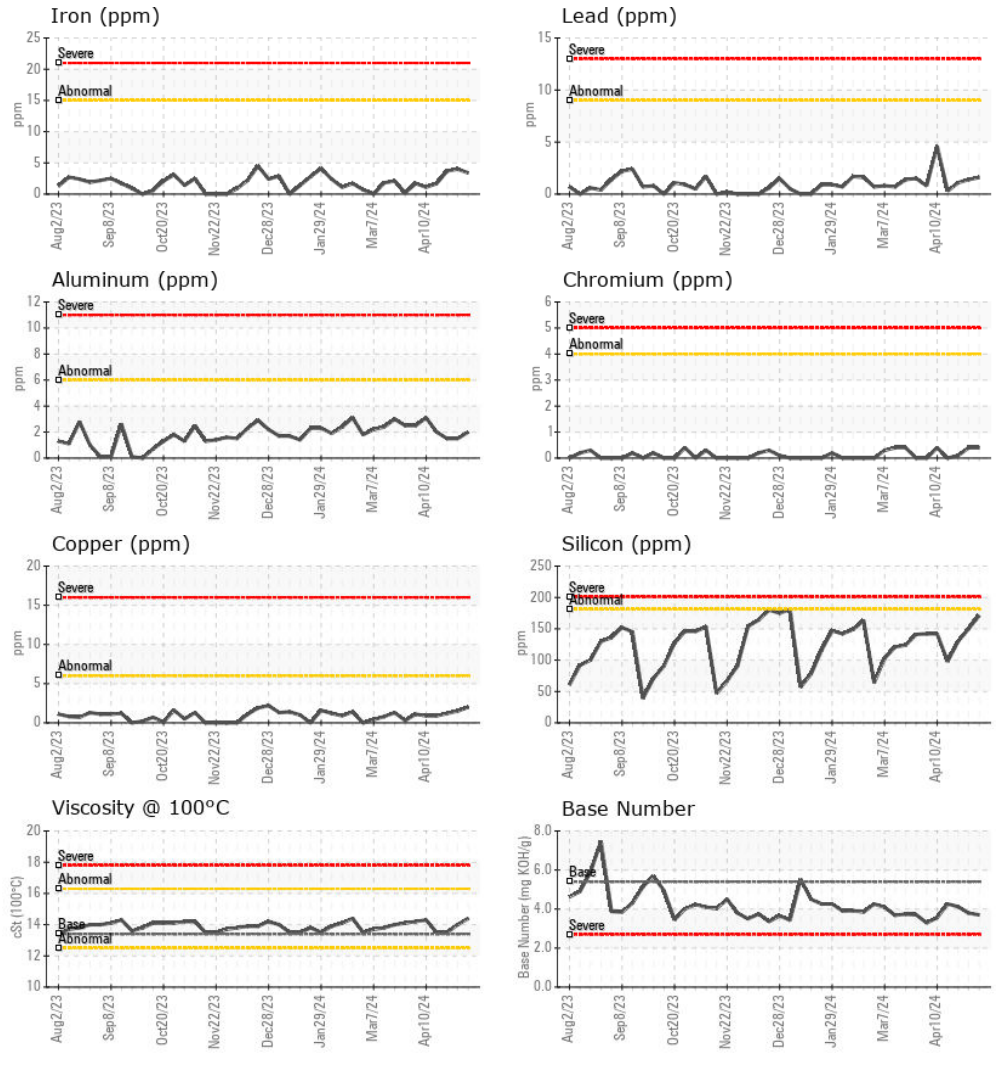 Iron (ppm)
25
20
15
10
5
0
ppm
Severe
Abnormal
Aug2/23
Sep8/23
Oct20/23
Nov22/23
Dec28/23
Jan29/24
Mar7/24
Apr10/24
Lead (ppm)
15
10
5
0
ppm
Severe
Abnormal
Aug2/23
Sep8/23
Oct20/23
Nov22/23
Dec28/23
Jan29/24
Mar7/24
Apr10/24
Aluminum (ppm)
12
10
8
6
4
2
0
ppm
Severe
Abnormal
Aug2/23
Sep8/23
Oct20/23
Nov22/23
Dec28/23
Jan29/24
Mar7/24
Apr10/24
Chromium (ppm)
6
5
4
3
2
1
0
ppm
Severe
Abnormal
Aug2/23
Sep8/23
Oct20/23
Nov22/23
Dec28/23
Jan29/24
Mar7/24
Apr10/24
Copper (ppm)
20
15
10
5
0
ppm
Severe
Abnormal
Aug2/23
Sep8/23
Oct20/23
Nov22/23
Dec28/23
Jan29/24
Mar7/24
Apr10/24
Silicon (ppm)
250
200
150
100
50
0
ppm
Severe
Abnormal
Aug2/23
Sep8/23
Oct20/23
Nov22/23
Dec28/23
Jan29/24
Mar7/24
Apr10/24
Viscosity @ 100°C
20
18
16
14
12
10
cSt (100°C)
Severe
Abnormal
Base
Abnormal
Aug2/23
Sep8/23
Oct20/23
Nov22/23
Dec28/23
Jan29/24
Mar7/24
Apr10/24
Base Number
8.0
6.0
4.0
2.0
0.0
Base Number (mg KOH/g)
Base
Severe
Aug2/23
Sep8/23
Oct20/23
Nov22/23
Dec28/23
Jan29/24
Mar7/24
Apr10/24